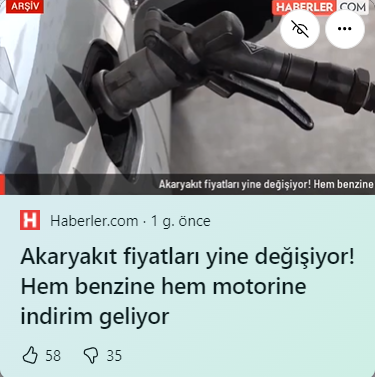 ARŞİV
HABERLER.COM
Akaryakıt fiyatları yine değişiyor! Hem benzine
Haberler.com · 1 g. önce
Akaryakıt fiyatları yine değişiyor!
Hem benzine hem motorine
indirim geliyor
58 35